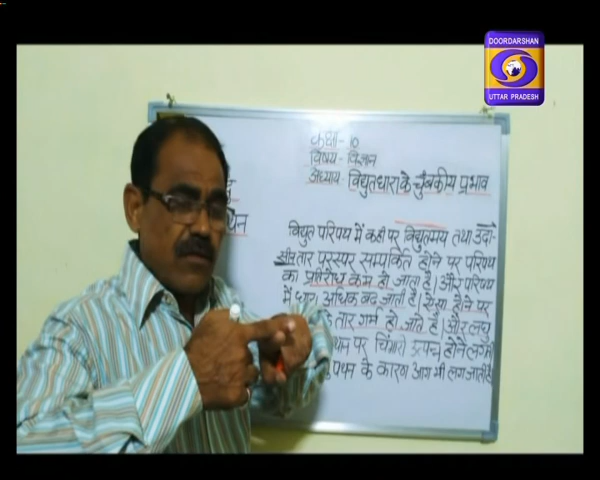 DOORDARSHAN
UTTAR PRADESH
कक्षा- 10
विषय - विज्ञान
अध्याय - विद्युतधारा के चुंबकीय प्रभाव
विद्युत परिपथ में कहीं पर विद्युतमय तथा उदा-
सीन तार परस्पर सम्पर्कित होने पर परिपथ
का प्रतिरोध कम हो जाता है। और परिपथ
में धारा अधिक बढ़ जाती है। ऐसा होने पर
तार गर्म हो जाते है। और लघु
पर चिंगारी उत्पन्न होने लगती
के कारण आग भी लग जाती है